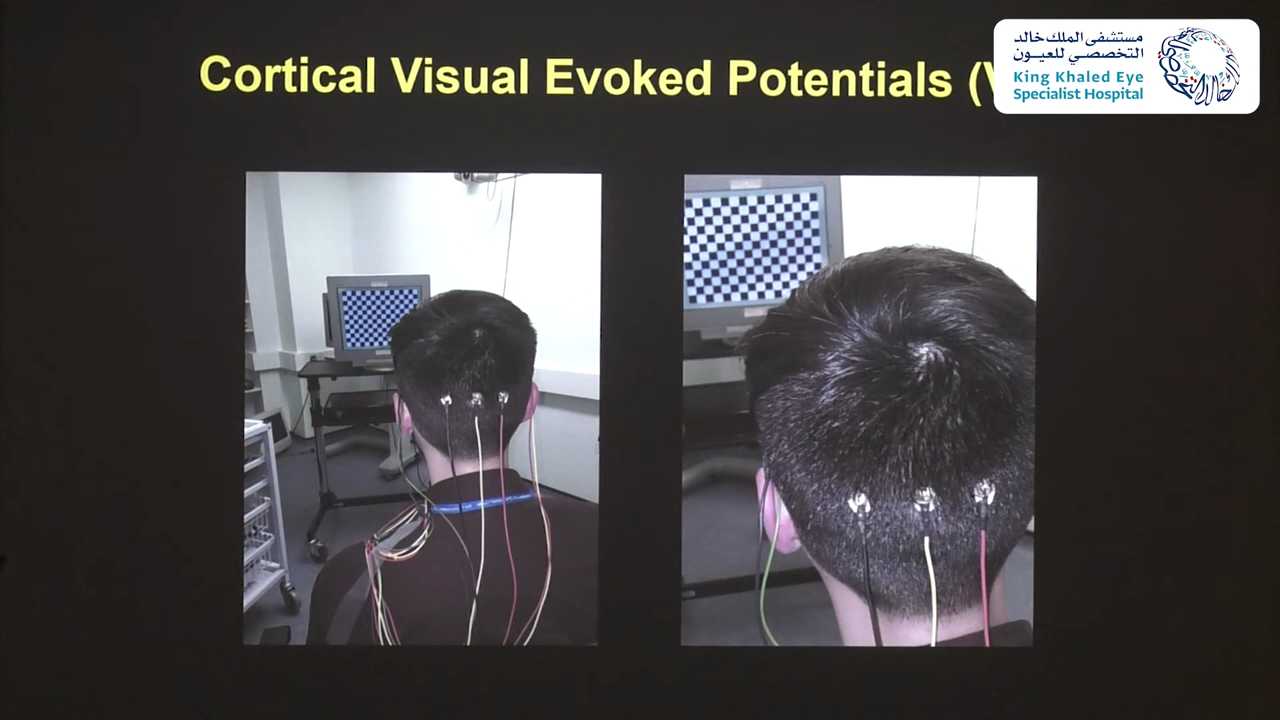 Cortical Visual Evoked Potentials (
مستشفى الملك خالد
التخصصي للعيون
King Khaled Eye
Specialist Hospital